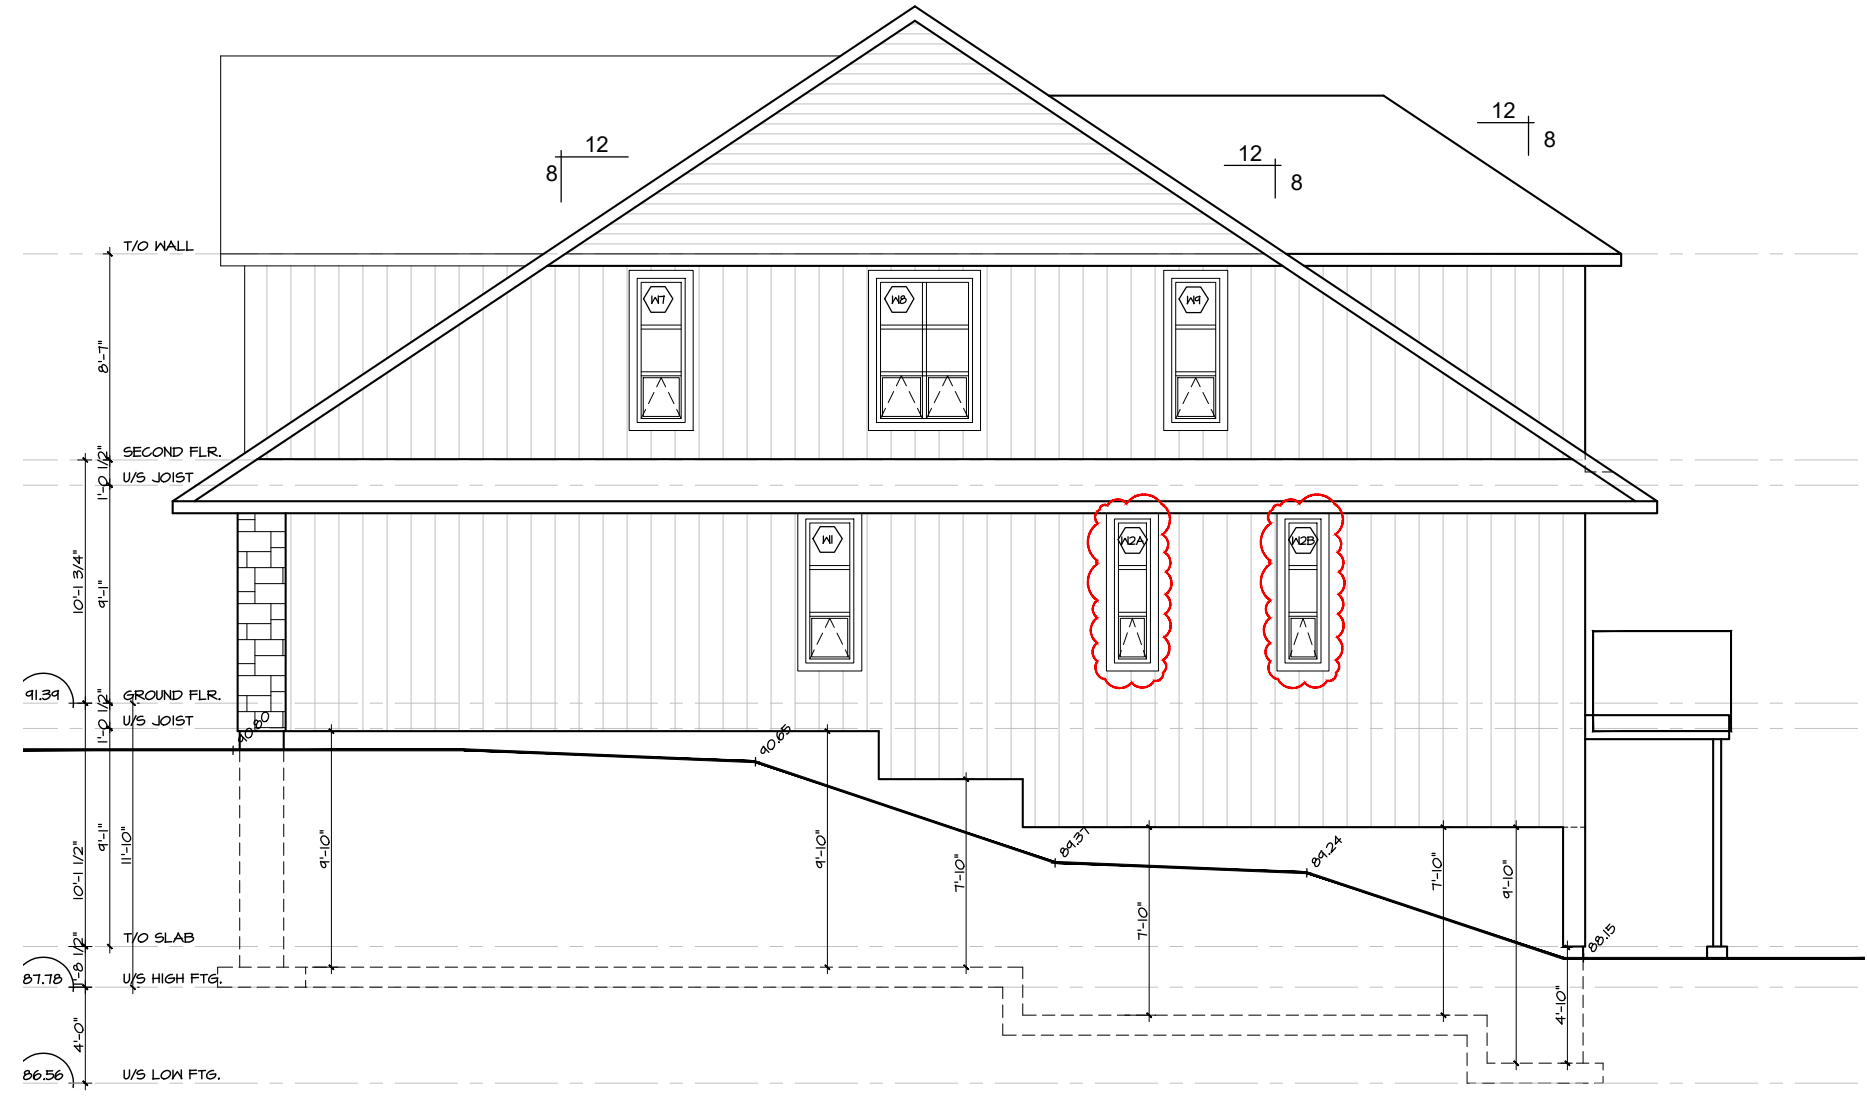 12
8
12
8
12
8
T/O WALL
W7
W8
W9
8'-7"
SECOND FLR.
1'-0 1/2"
U/S JOIST
W1
W2A
W2B
10'-1 3/4"
9'-1"
91.39
GROUND FLR.
1'-0 1/2"
U/S JOIST
90.80
90.65
89.37
89.24
88.15
9'-10"
9'-10"
7'-10"
7'-10"
7'-10"
9'-10"
4'-10"
10'-1 1/2"
9'-1"
11'-10"
T/O SLAB
1'-8 1/2"
87.78
U/S HIGH FTG.
4'-0"
86.56
U/S LOW FTG.